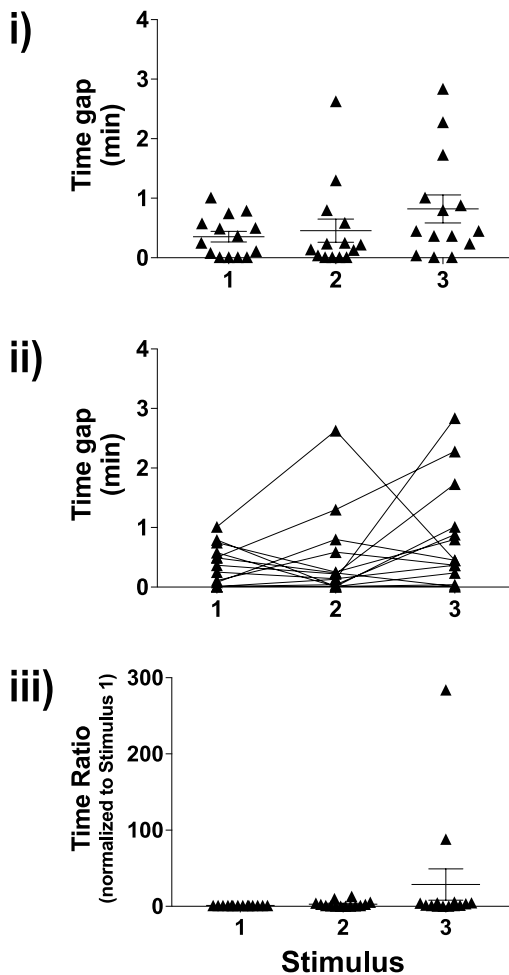 i)
Time gap
(min)
4
3
2
1
0
1 2 3
ii)
Time gap
(min)
4
3
2
1
0
1 2 3
iii)
Time Ratio
(normalized to Stimulus 1)
300
200
100
0
1 2 3
Stimulus